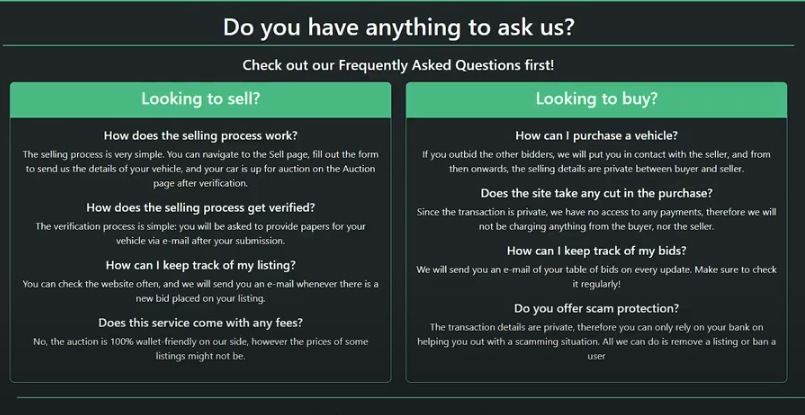 Do you have anything to ask us?
Check out our Frequently Asked Questions first!
Looking to sell?
How does the selling process work?
The selling process is very simple. You can navigate to the Sell page, fill out the form
to send us the details of your vehicle, and your car is up for auction on the Auction
page after verification.
How does the selling process get verified?
The verification process is simple: you will be asked to provide papers for your
vehicle via e-mail after your submission.
How can I keep track of my listing?
You can check the website often, and we will send you an e-mail whenever there is a
new bid placed on your listing.
Does this service come with any fees?
No, the auction is 100% wallet-friendly on our side, however the prices of some
listings might not be.
Looking to buy?
How can I purchase a vehicle?
If you outbid the other bidders, we will put you in contact with the seller, and from
then onwards, the selling details are private between buyer and seller.
Does the site take any cut in the purchase?
Since the transaction is private, we have no access to any payments, therefore we will
not be charging anything from the buyer, nor the seller.
How can I keep track of my bids?
We will send you an e-mail of your table of bids on every update. Make sure to check
it regularly!
Do you offer scam protection?
The transaction details are private, therefore you can only rely on your bank on
helping you out with a scamming situation. All we can do is remove a listing or ban a
user